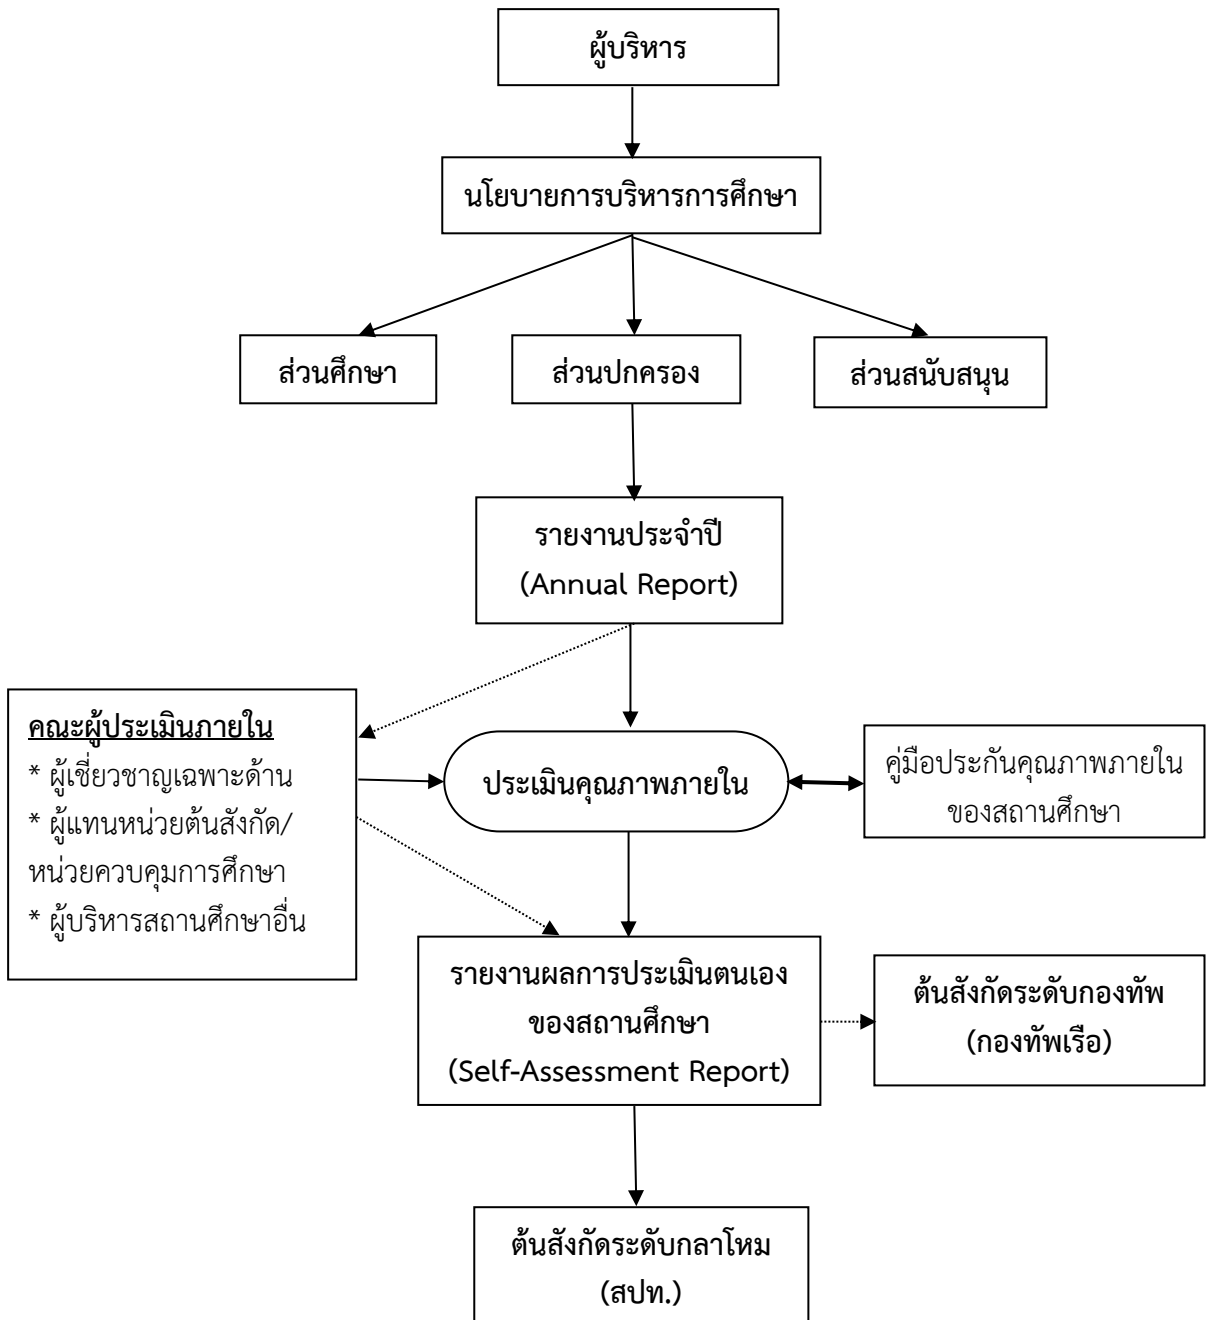 ผู้บริหาร
นโยบายการบริหารการศึกษา
ส่วนศึกษา
ส่วนปกครอง
ส่วนสนับสนุน
รายงานประจำปี
(Annual Report)
คณะผู้ประเมินภายใน
* ผู้เชี่ยวชาญเฉพาะด้าน
* ผู้แทนหน่วยต้นสังกัด/
หน่วยควบคุมการศึกษา
* ผู้บริหารสถานศึกษาอื่น
ประเมินคุณภาพภายใน
คู่มือประกันคุณภาพภายใน
ของสถานศึกษา
รายงานผลการประเมินตนเอง
ของสถานศึกษา
(Self-Assessment Report)
ต้นสังกัดระดับกองทัพ
(กองทัพเรือ)
ต้นสังกัดระดับกลาโหม
(สปท.)